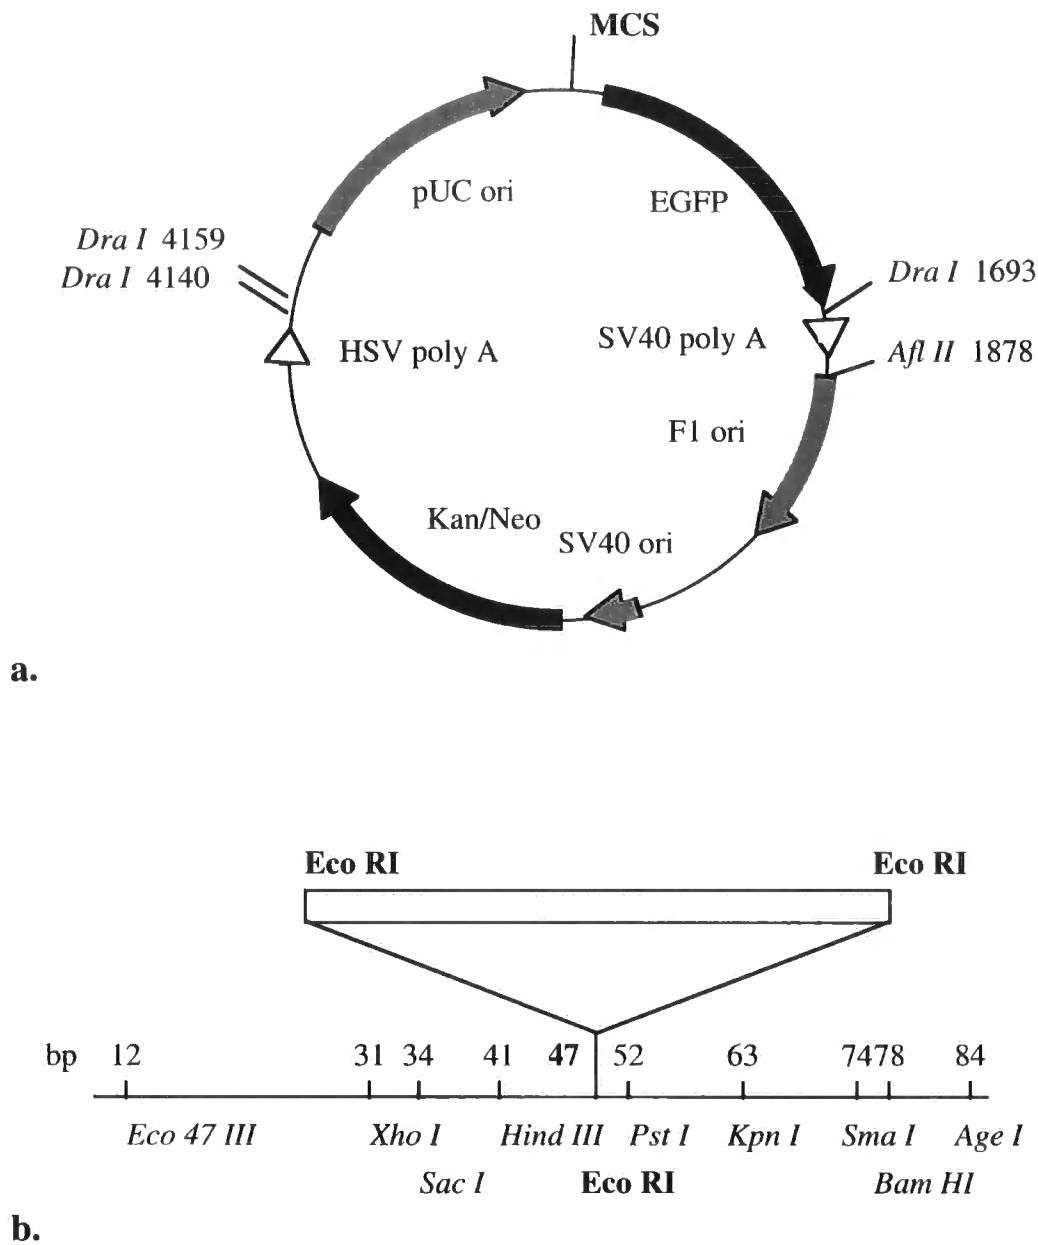 MCS
pUC ori
EGFP
Dra I 4159
Dra I 4140
Dra I 1693
SV40 poly A
HSV poly A
Afl II 1878
F1 ori
Kan/Neo
SV40 ori
a.
Eco RI Eco RI
bp 12 31 34 41 47 52 63 7478 84
Eco 47 III Xho I Hind III Pst I Kpn I Sma I Age I
Sac I Eco RI Bam HI
b.